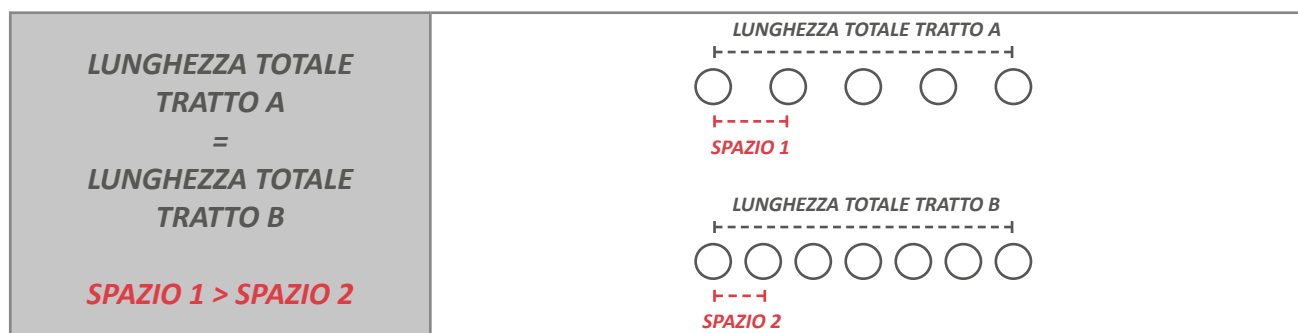 LUNGHEZZA TOTALE
TRATTO A
=
LUNGHEZZA TOTALE
TRATTO B
SPAZIO 1 > SPAZIO 2
LUNGHEZZA TOTALE TRATTO A
SPAZIO 1
LUNGHEZZA TOTALE TRATTO B
SPAZIO 2